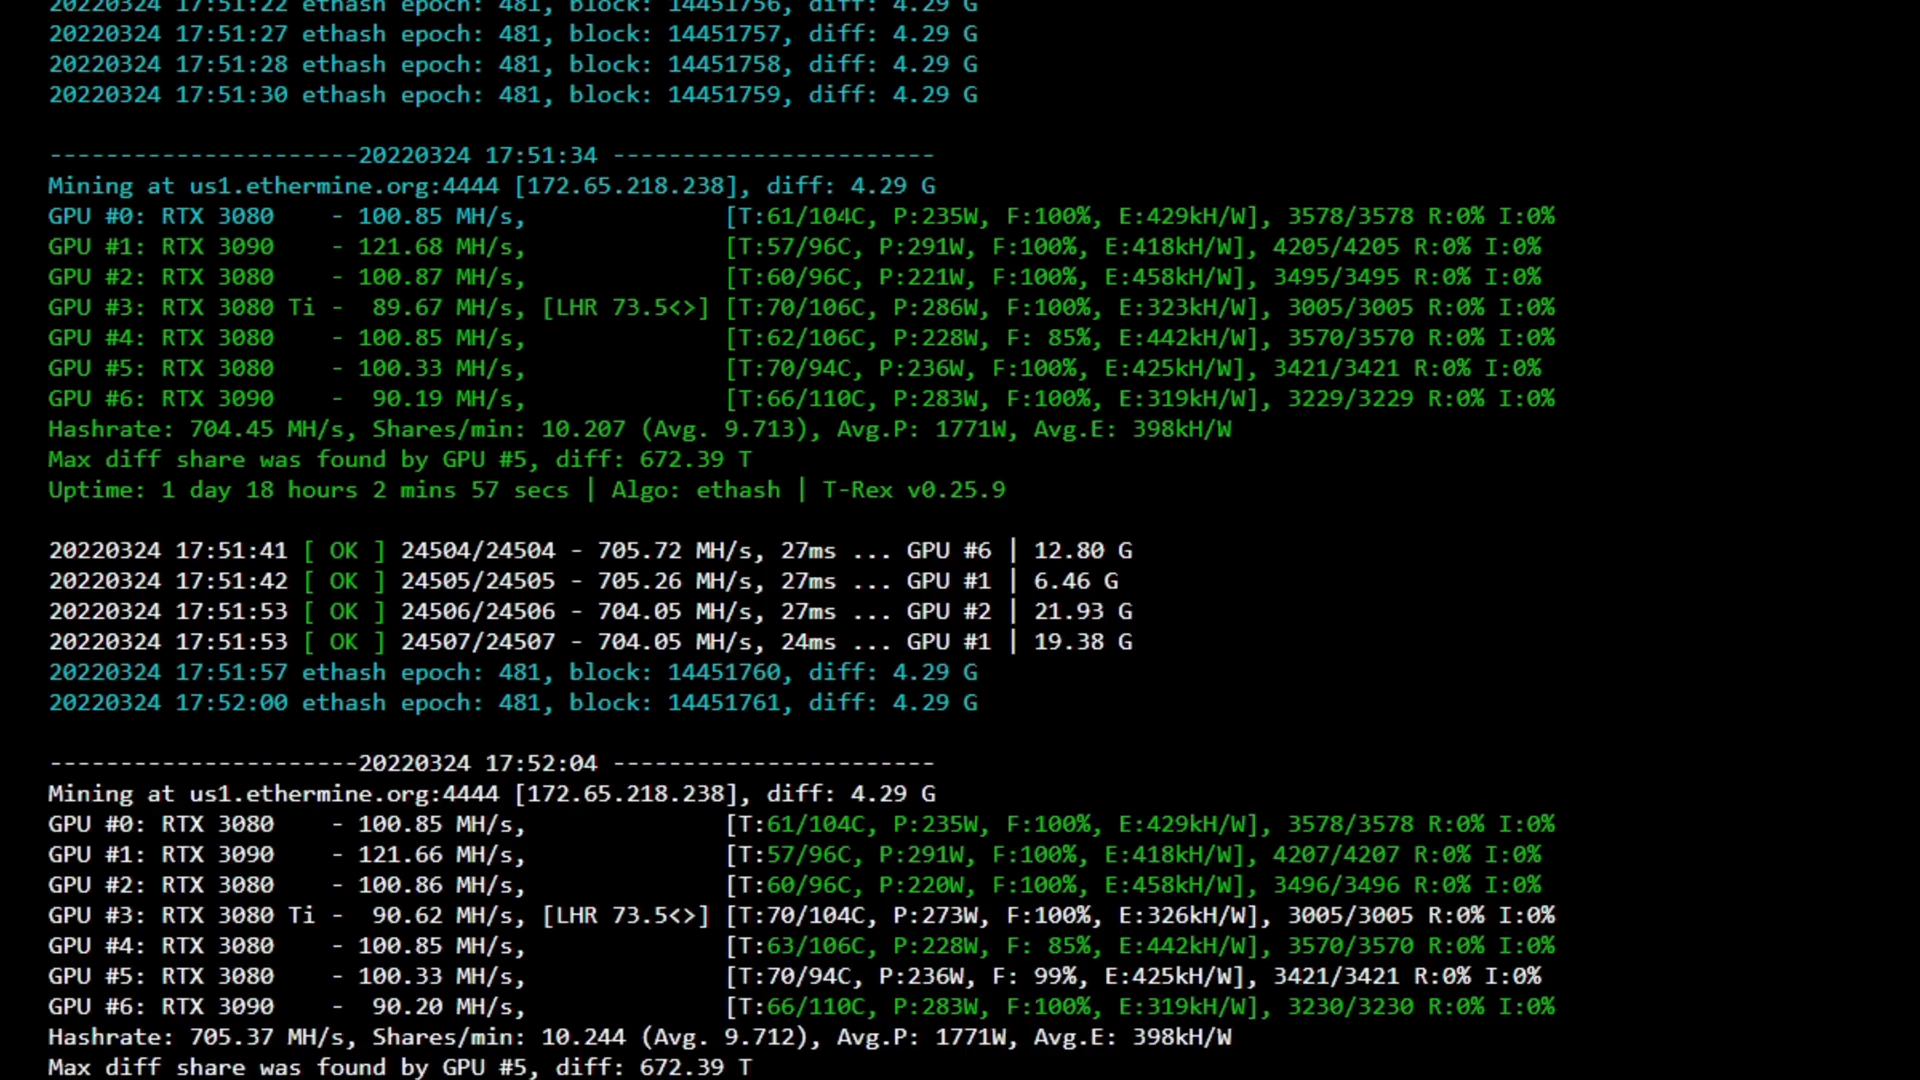 20220324 17:51:22 ethash epoch: 481, block: 14451756, diff: 4.29 G
20220324 17:51:27 ethash epoch: 481, block: 14451757, diff: 4.29 G
20220324 17:51:28 ethash epoch: 481, block: 14451758, diff: 4.29 G
20220324 17:51:30 ethash epoch: 481, block: 14451759, diff: 4.29 G
----------------------20220324 17:51:34 -----------------------
Mining at us1.ethermine.org:4444 [172.65.218.238], diff: 4.29 G
GPU #0: RTX 3080    - 100.85 MH/s,              [T:61/104C, P:235W, F:100%, E:429kH/W], 3578/3578 R:0% I:0%
GPU #1: RTX 3090    - 121.68 MH/s,              [T:57/96C, P:291W, F:100%, E:418kH/W], 4205/4205 R:0% I:0%
GPU #2: RTX 3080    - 100.87 MH/s,              [T:60/96C, P:221W, F:100%, E:458kH/W], 3495/3495 R:0% I:0%
GPU #3: RTX 3080 Ti -  89.67 MH/s, [LHR 73.5<>] [T:70/106C, P:286W, F:100%, E:323kH/W], 3005/3005 R:0% I:0%
GPU #4: RTX 3080    - 100.85 MH/s,              [T:62/106C, P:228W, F: 85%, E:442kH/W], 3570/3570 R:0% I:0%
GPU #5: RTX 3080    - 100.33 MH/s,              [T:70/94C, P:236W, F:100%, E:425kH/W], 3421/3421 R:0% I:0%
GPU #6: RTX 3090    -  90.19 MH/s,              [T:66/110C, P:283W, F:100%, E:319kH/W], 3229/3229 R:0% I:0%
Hashrate: 704.45 MH/s, Shares/min: 10.207 (Avg. 9.713), Avg.P: 1771W, Avg.E: 398kH/W
Max diff share was found by GPU #5, diff: 672.39 T
Uptime: 1 day 18 hours 2 mins 57 secs | Algo: ethash | T-Rex v0.25.9
20220324 17:51:41 [ OK ] 24504/24504 - 705.72 MH/s, 27ms ... GPU #6 | 12.80 G
20220324 17:51:42 [ OK ] 24505/24505 - 705.26 MH/s, 27ms ... GPU #1 | 6.46 G
20220324 17:51:53 [ OK ] 24506/24506 - 704.05 MH/s, 27ms ... GPU #2 | 21.93 G
20220324 17:51:53 [ OK ] 24507/24507 - 704.05 MH/s, 24ms ... GPU #1 | 19.38 G
20220324 17:51:57 ethash epoch: 481, block: 14451760, diff: 4.29 G
20220324 17:52:00 ethash epoch: 481, block: 14451761, diff: 4.29 G
----------------------20220324 17:52:04 -----------------------
Mining at us1.ethermine.org:4444 [172.65.218.238], diff: 4.29 G
GPU #0: RTX 3080    - 100.85 MH/s,              [T:61/104C, P:235W, F:100%, E:429kH/W], 3578/3578 R:0% I:0%
GPU #1: RTX 3090    - 121.66 MH/s,              [T:57/96C, P:291W, F:100%, E:418kH/W], 4207/4207 R:0% I:0%
GPU #2: RTX 3080    - 100.86 MH/s,              [T:60/96C, P:220W, F:100%, E:458kH/W], 3496/3496 R:0% I:0%
GPU #3: RTX 3080 Ti -  90.62 MH/s, [LHR 73.5<>] [T:70/104C, P:273W, F:100%, E:326kH/W], 3005/3005 R:0% I:0%
GPU #4: RTX 3080    - 100.85 MH/s,              [T:63/106C, P:228W, F: 85%, E:442kH/W], 3570/3570 R:0% I:0%
GPU #5: RTX 3080    - 100.33 MH/s,              [T:70/94C, P:236W, F: 99%, E:425kH/W], 3421/3421 R:0% I:0%
GPU #6: RTX 3090    -  90.20 MH/s,              [T:66/110C, P:283W, F:100%, E:319kH/W], 3230/3230 R:0% I:0%
Hashrate: 705.37 MH/s, Shares/min: 10.244 (Avg. 9.712), Avg.P: 1771W, Avg.E: 398kH/W
Max diff share was found by GPU #5, diff: 672.39 T